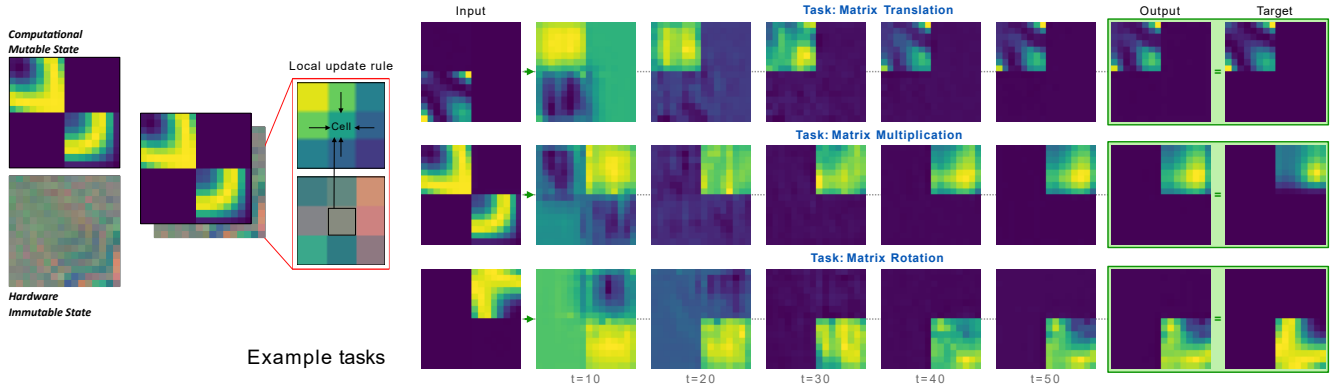 Computational
Mutable State
Hardware
Immutable State
Local update rule
Cell
Example tasks
Input
Task: Matrix Translation
Output
Target
=
Task: Matrix Multiplication
=
Task: Matrix Rotation
=
t=10
t=20
t=30
t=40
t=50